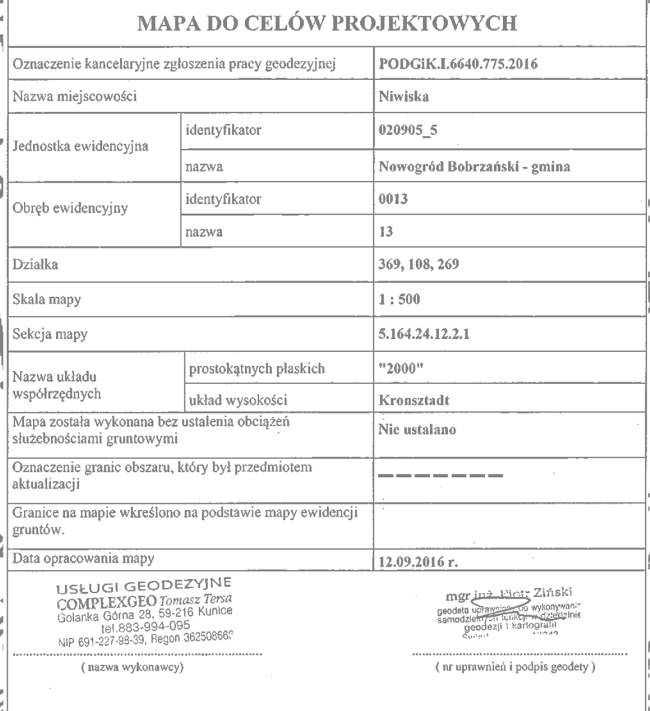 MAPA DO CELÓW PROJEKTOWYCH
Oznaczenie kancelaryjne zgłoszenia pracy geodezyjnej PODGiK.I.6640.775.2016
Nazwa miejscowości Niwiska
Jednostka ewidencyjna identyfikator 020905_5
nazwa Nowogród Bobrzański - gmina
Obręb ewidencyjny identyfikator 0013
nazwa 13
Działka 369, 108, 269
Skala mapy 1 : 500
Sekcja mapy 5.164.24.12.2.1
Nazwa układu współrzędnych prostokątnych płaskich "2000"
układ wysokości Kronsztadt
Mapa została wykonana bez ustalenia obciążeń
służebnościami gruntowymi Nie ustalano
Oznaczenie granic obszaru, który był przedmiotem
aktualizacji
Granice na mapie wkreślono na podstawie mapy ewidencji
gruntów.
Data opracowania mapy 12.09.2016 r.
USŁUGI GEODEZYJNE
COMPLEXGEO Tomasz Tersa
Golanka Górna 28, 59-216 Kunice
tel.883-994-095
NIP 691-227-98-39, Regon
( nazwa wykonawcy)
mgr inż. Piotr Ziński
geodeta uprawniony do wykonywania
samodzielnych funkcji w dziedzinie
geodezji i kartografii
( nr uprawnień i podpis geodety )